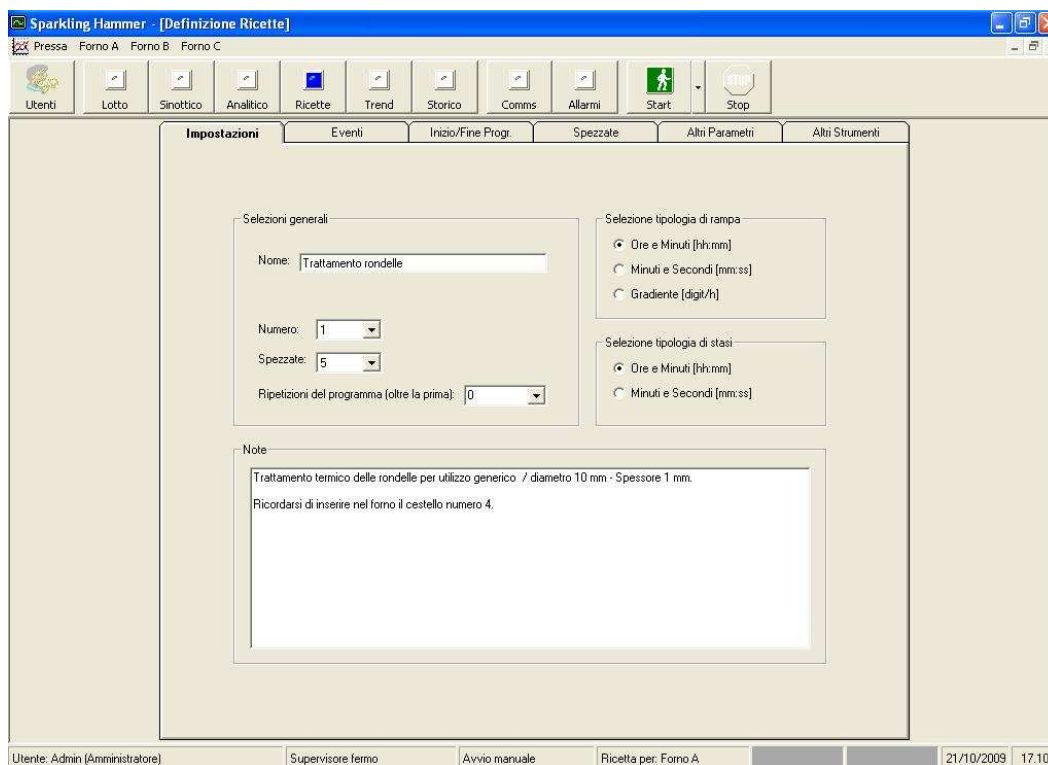 Sparkling Hammer - [Definizione Ricette]
Pressa Forno A Forno B Forno C
Utenti Lotto Sinottico Analitico Ricette Trend Storico Comms Allarmi Start STOP Stop
Impostazioni Eventi Inizio/Fine Progr. Spezzate Altri Parametri Altri Strumenti
Selezioni generali
Nome: Trattamento rondelle
Numero: 1
Spezzate: 5
Ripetizioni del programma (oltre la prima): 0
Selezione tipologia di rampa
Ore e Minuti [hh:mm]
Minuti e Secondi [mm:ss]
Gradiente [digit/h]
Selezione tipologia di stasi
Ore e Minuti [hh:mm]
Minuti e Secondi [mm:ss]
Note
Trattamento termico delle rondelle per utilizzo generico / diametro 10 mm - Spessore 1 mm.
Ricordarsi di inserire nel forno il cestello numero 4.
Utente: Admin (Amministratore) Supervisore fermo Avvio manuale Ricetta per: Forno A 21/10/2009 17.10